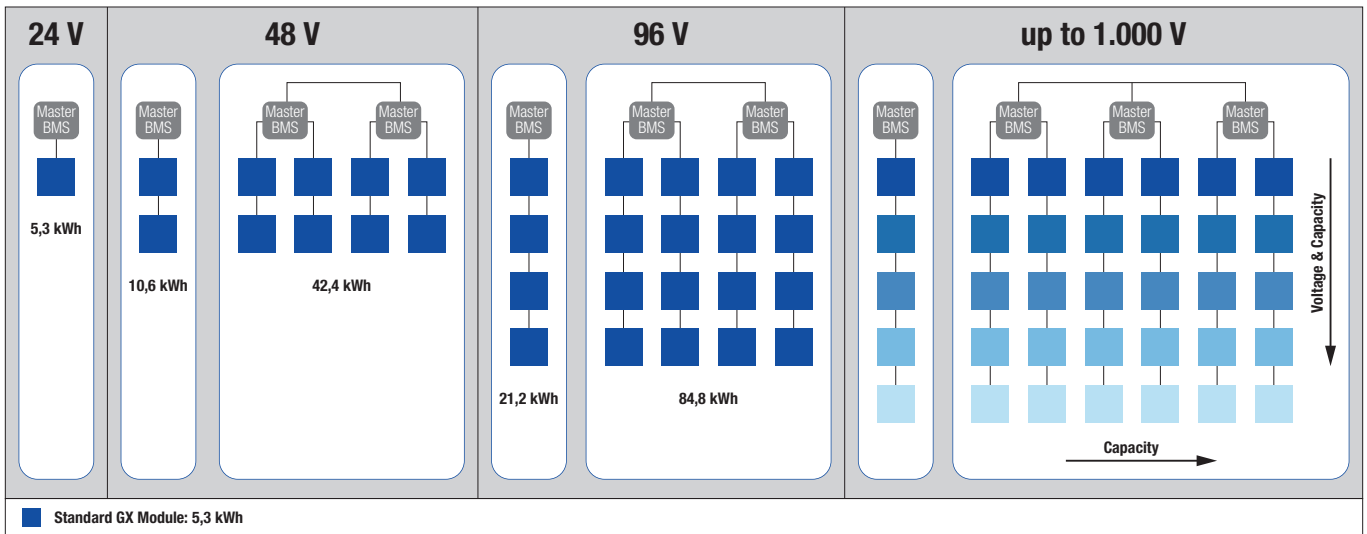 24 V
48 V
96 V
up to 1.000 V
Master
BMS
Master
BMS
Master
BMS
Master
BMS
Master
BMS
Master
BMS
Master
BMS
Master
BMS
Master
BMS
Master
BMS
Master
BMS
5,3 kWh
10,6 kWh
42,4 kWh
21,2 kWh
84,8 kWh
Voltage & Capacity
Capacity
Standard GX Module: 5,3 kWh